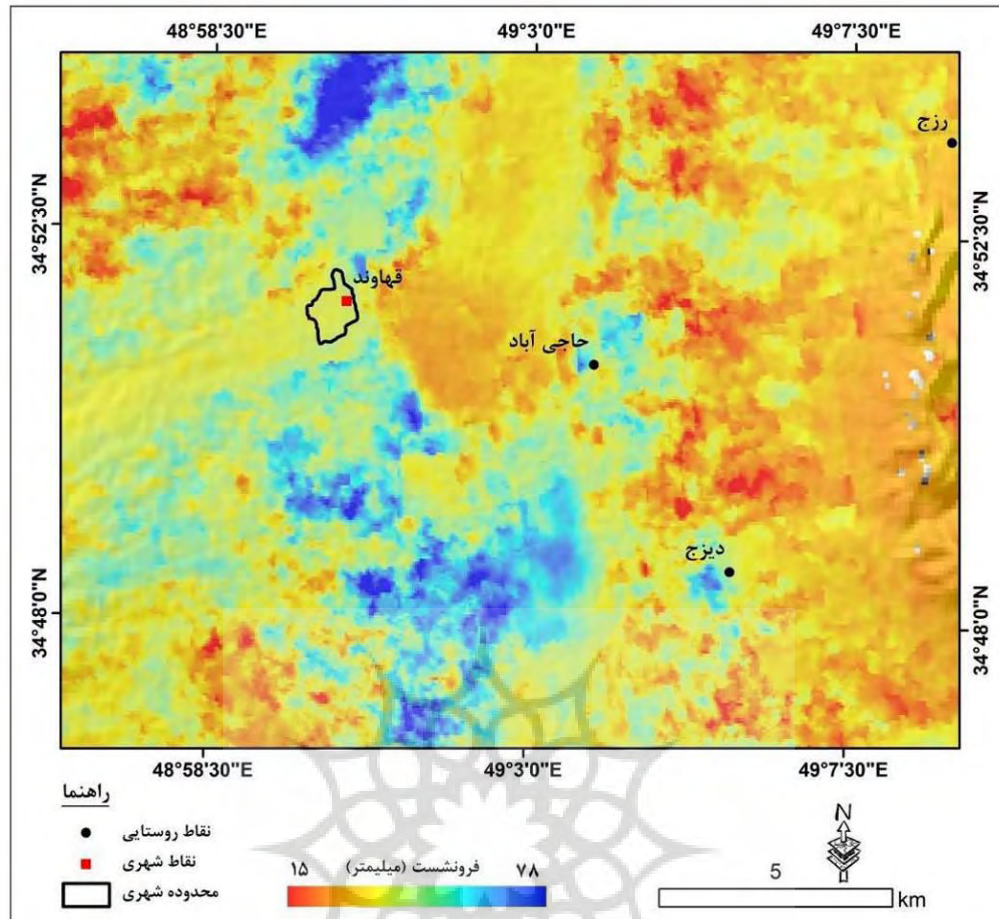 48°58'30"E 49°3'0"E 49°7'30"E
رزج
34°52'30"N 34°52'30"N
قهاوند
حاجی آباد
دیزج
34°48'0"N 34°48'0"N
48°58'30"E 49°3'0"E 49°7'30"E
راهنما
نقاط روستایی
نقاط شهری
محدوده شهری
۱۵ فرونشست (میلیمتر) ۷۸
N
5
km